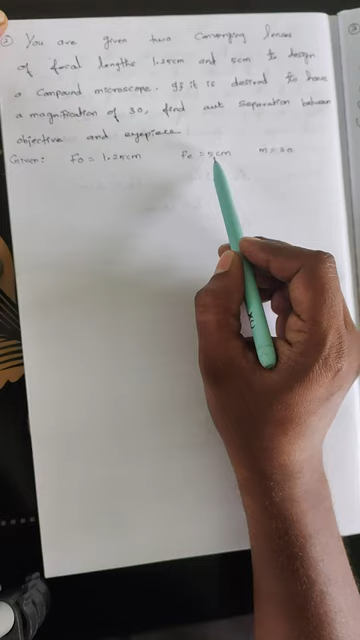 ② You are given two converging lenses
of focal lengths 1.25cm and 5cm to design
a compound microscope. If it is desired to have
a magnification of 30, find out separation between
objective and eyepiece.
Given: Fo = 1.25cm Fe = 5cm m = 30